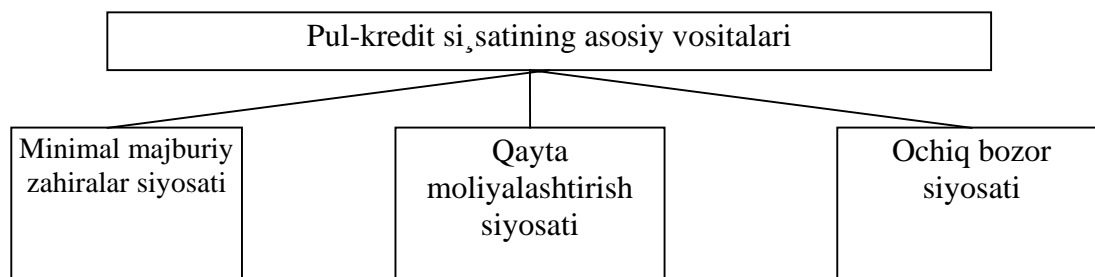 Pul-kredit si¸satining asosiy vositalari
Minimal majburiy
zahiralar siyosati
Qayta
moliyalashtirish
siyosati
Ochiq bozor
siyosati